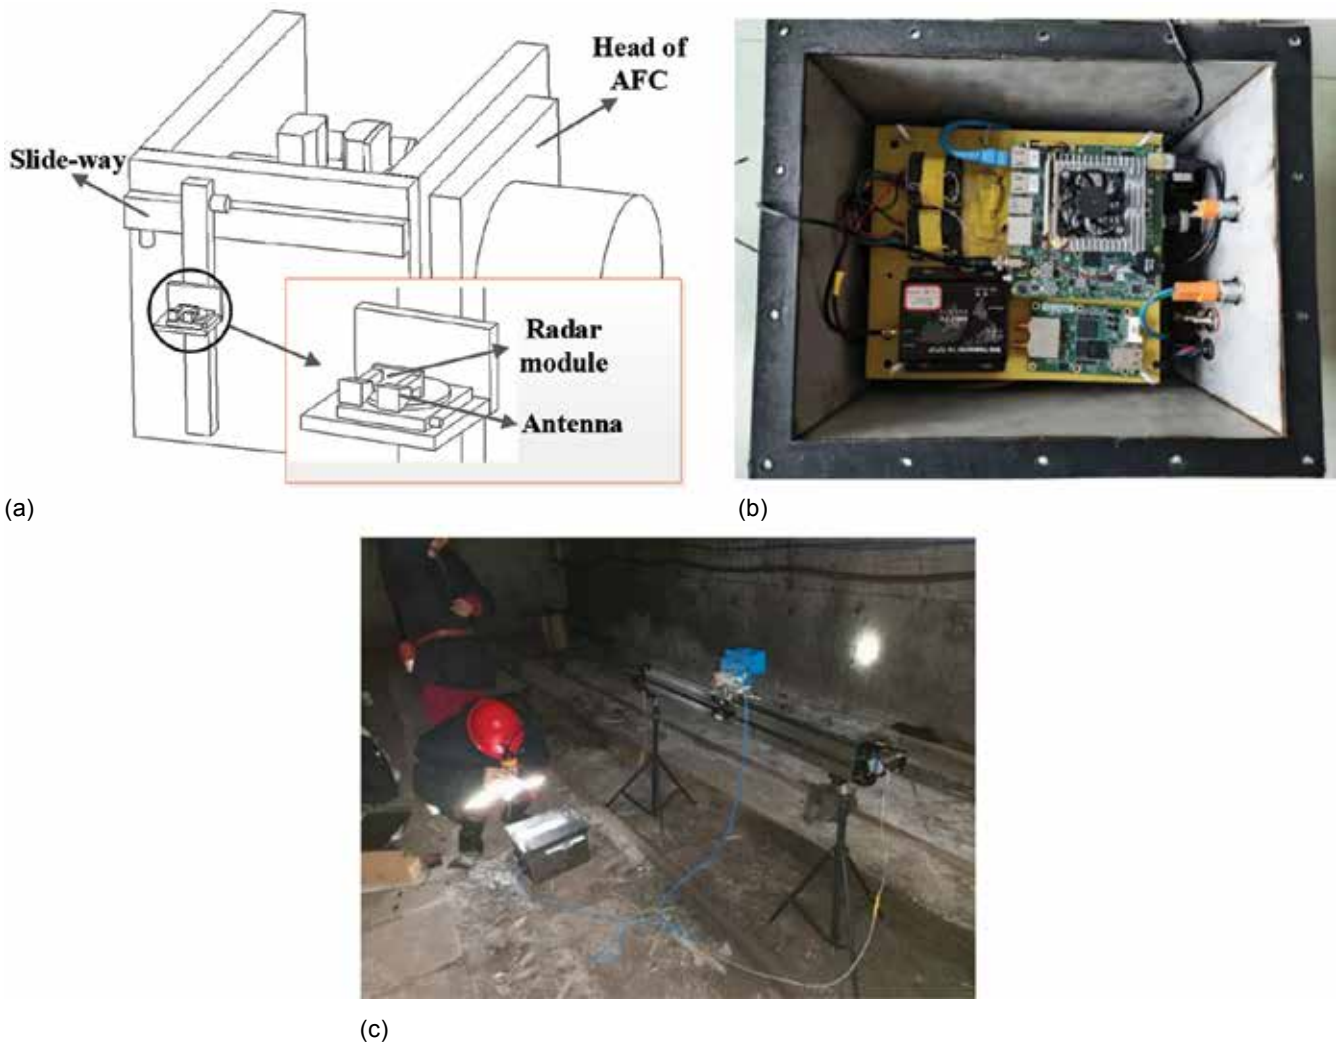 Head of
AFC
Slide-way
Radar
module
Antenna
(a)
(b)
(c)